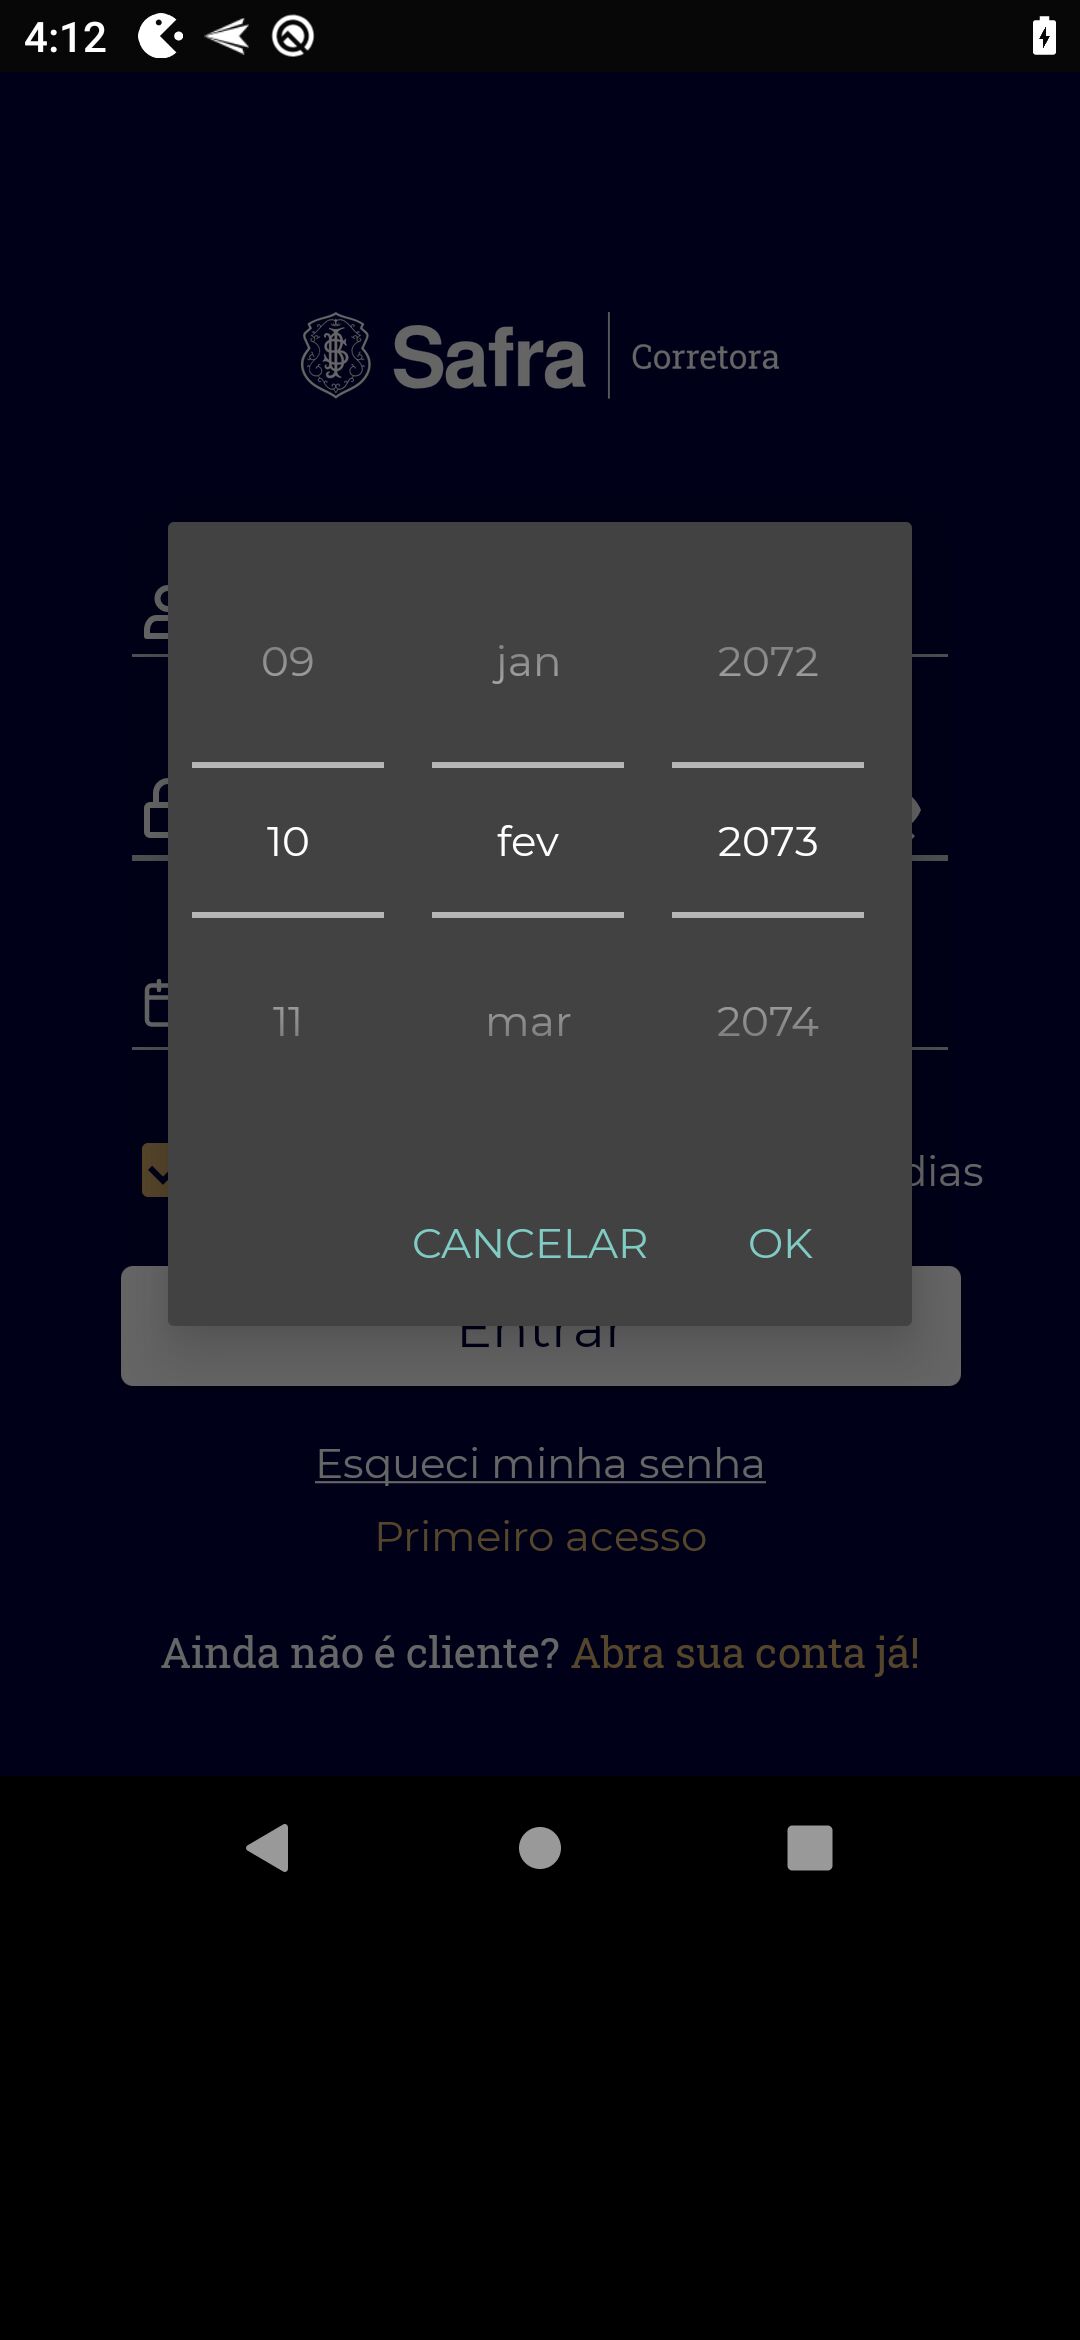 4:12
Safra Corretora
09 jan 2072
10 fev 2073
11 mar 2074
dias
CANCELAR OK
Entrar
Esqueci minha senha
Primeiro acesso
Ainda não é cliente? Abra sua conta já!